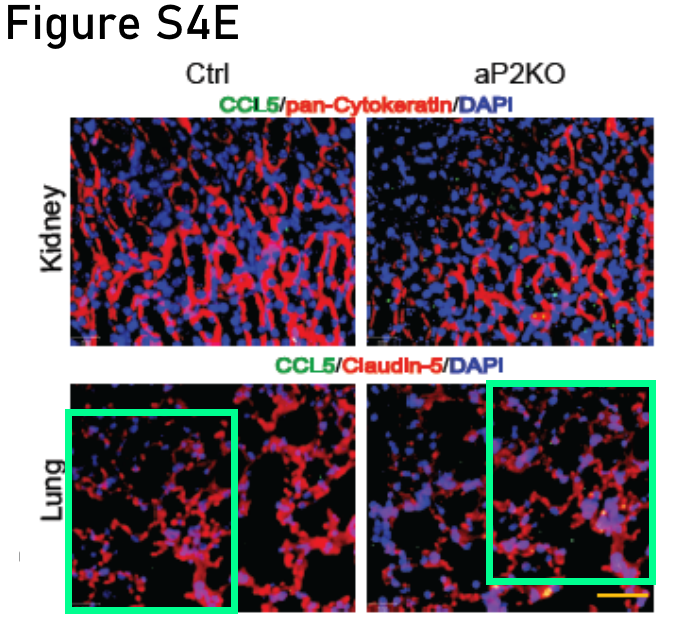 Figure S4E
Ctrl aP2KO
CCL5/pan-Cytokeratin/DAPI
Kidney
CCL5/Claudin-5/DAPI
Lung